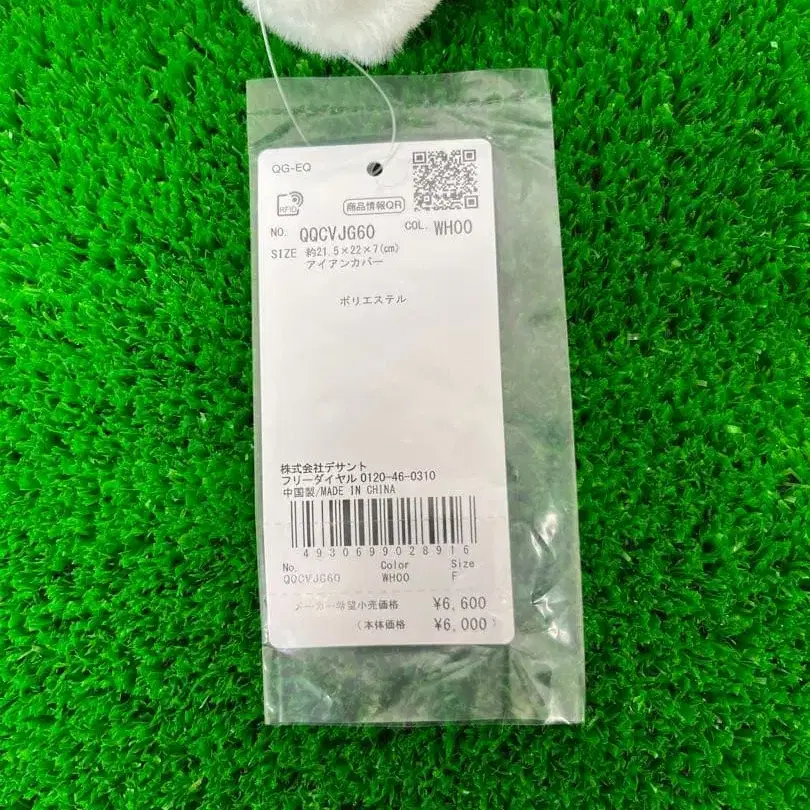 QG-EQ
RFID
商品情報QR
NO. QQCVJG60 COL. WH00
SIZE 約21.5×22×7(cm)
アイアンカバー
ポリエステル
株式会社デサント
フリーダイヤル 0120-46-0310
中国製/MADE IN CHINA
4930699028916
No. Color Size
QQCVJG60 WH00 F
メーカー希望小売価格 ¥6,600
(本体価格 ¥6,000)